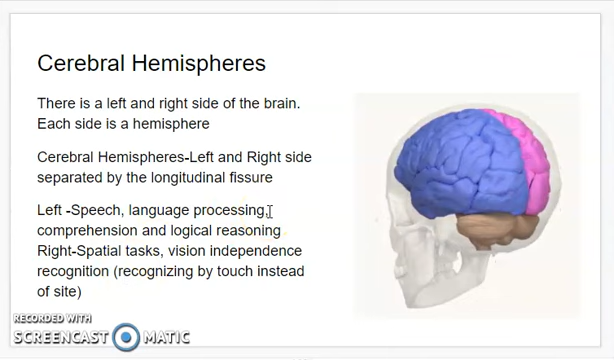 Cerebral Hemispheres
There is a left and right side of the brain.
Each side is a hemisphere
Cerebral Hemispheres-Left and Right side
separated by the longitudinal fissure
Left -Speech, language processing,
comprehension and logical reasoning
Right-Spatial tasks, vision independence
recognition (recognizing by touch instead
of site)
RECORDED WITH
SCREENCAST MATIC